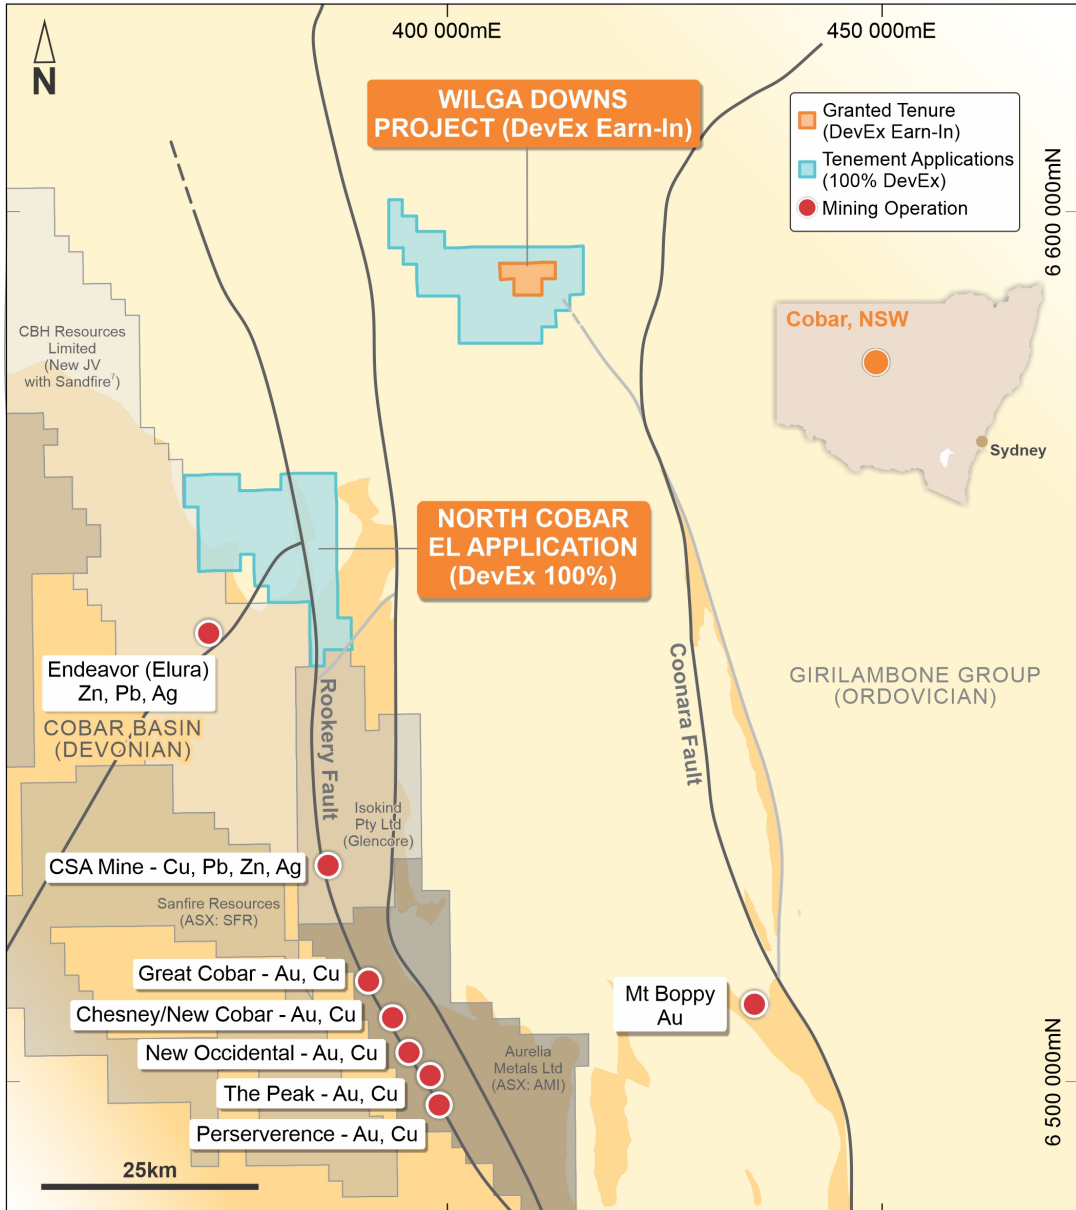 400 000mE
450 000mE
N
WILGA DOWNS
PROJECT (DevEx Earn-In)
Granted Tenure
(DevEx Earn-In)
Tenement Applications
(100% DevEx)
Mining Operation
6 600 000mN
Cobar, NSW
Sydney
CBH Resources
Limited
(New JV
with Sandfire⁷)
NORTH COBAR
EL APPLICATION
(DevEx 100%)
Endeavor (Elura)
Zn, Pb, Ag
COBAR BASIN
(DEVONIAN)
Rookery Fault
Coonara Fault
GIRILAMBONE GROUP
(ORDOVICIAN)
Isokind
Pty Ltd
(Glencore)
CSA Mine - Cu, Pb, Zn, Ag
Sanfire Resources
(ASX: SFR)
Great Cobar - Au, Cu
Chesney/New Cobar - Au, Cu
New Occidental - Au, Cu
The Peak - Au, Cu
Perserverence - Au, Cu
Mt Boppy
Au
Aurelia
Metals Ltd
(ASX: AMI)
6 500 000mN
25km